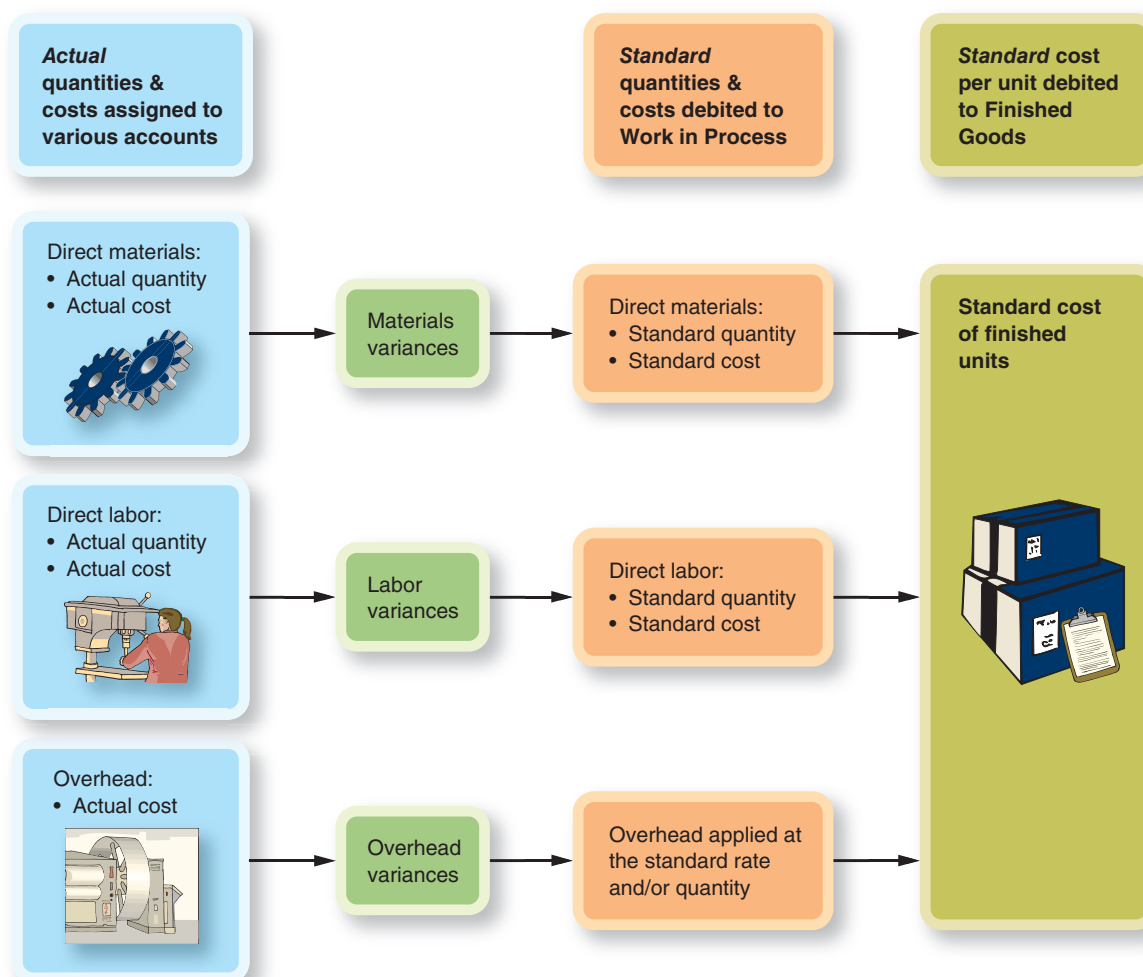 Actual
quantities &
costs assigned to
various accounts
Standard
quantities &
costs debited to
Work in Process
Standard cost
per unit debited
to Finished
Goods
Direct materials:
• Actual quantity
• Actual cost
Materials
variances
Direct materials:
• Standard quantity
• Standard cost
Standard cost
of finished
units
Direct labor:
• Actual quantity
• Actual cost
Labor
variances
Direct labor:
• Standard quantity
• Standard cost
Overhead:
• Actual cost
Overhead
variances
Overhead applied at
the standard rate
and/or quantity